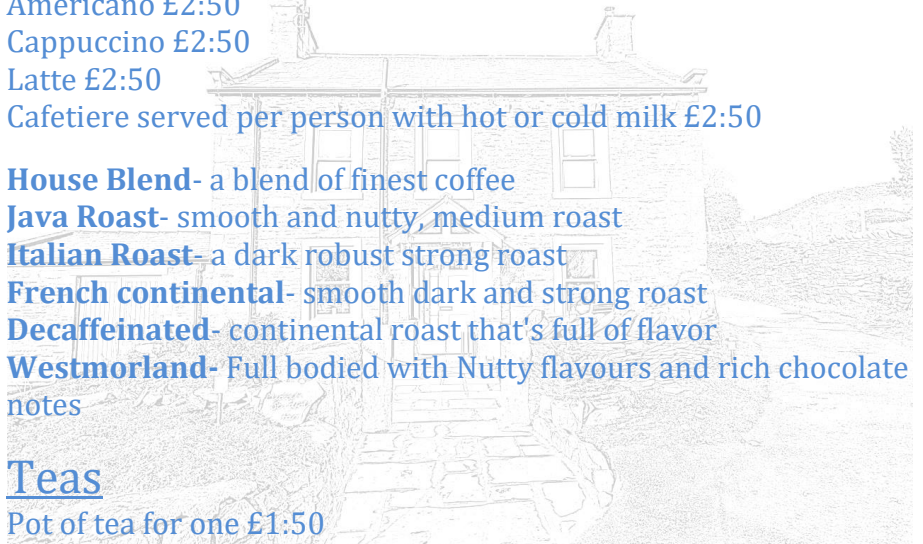 Americano £2:50
Cappuccino £2:50
Latte £2:50
Cafetiere served per person with hot or cold milk £2:50
House Blend- a blend of finest coffee
Java Roast- smooth and nutty, medium roast
Italian Roast- a dark robust strong roast
French continental- smooth dark and strong roast
Decaffeinated- continental roast that's full of flavor
Westmorland- Full bodied with Nutty flavours and rich chocolate
notes
Teas
Pot of tea for one £1:50